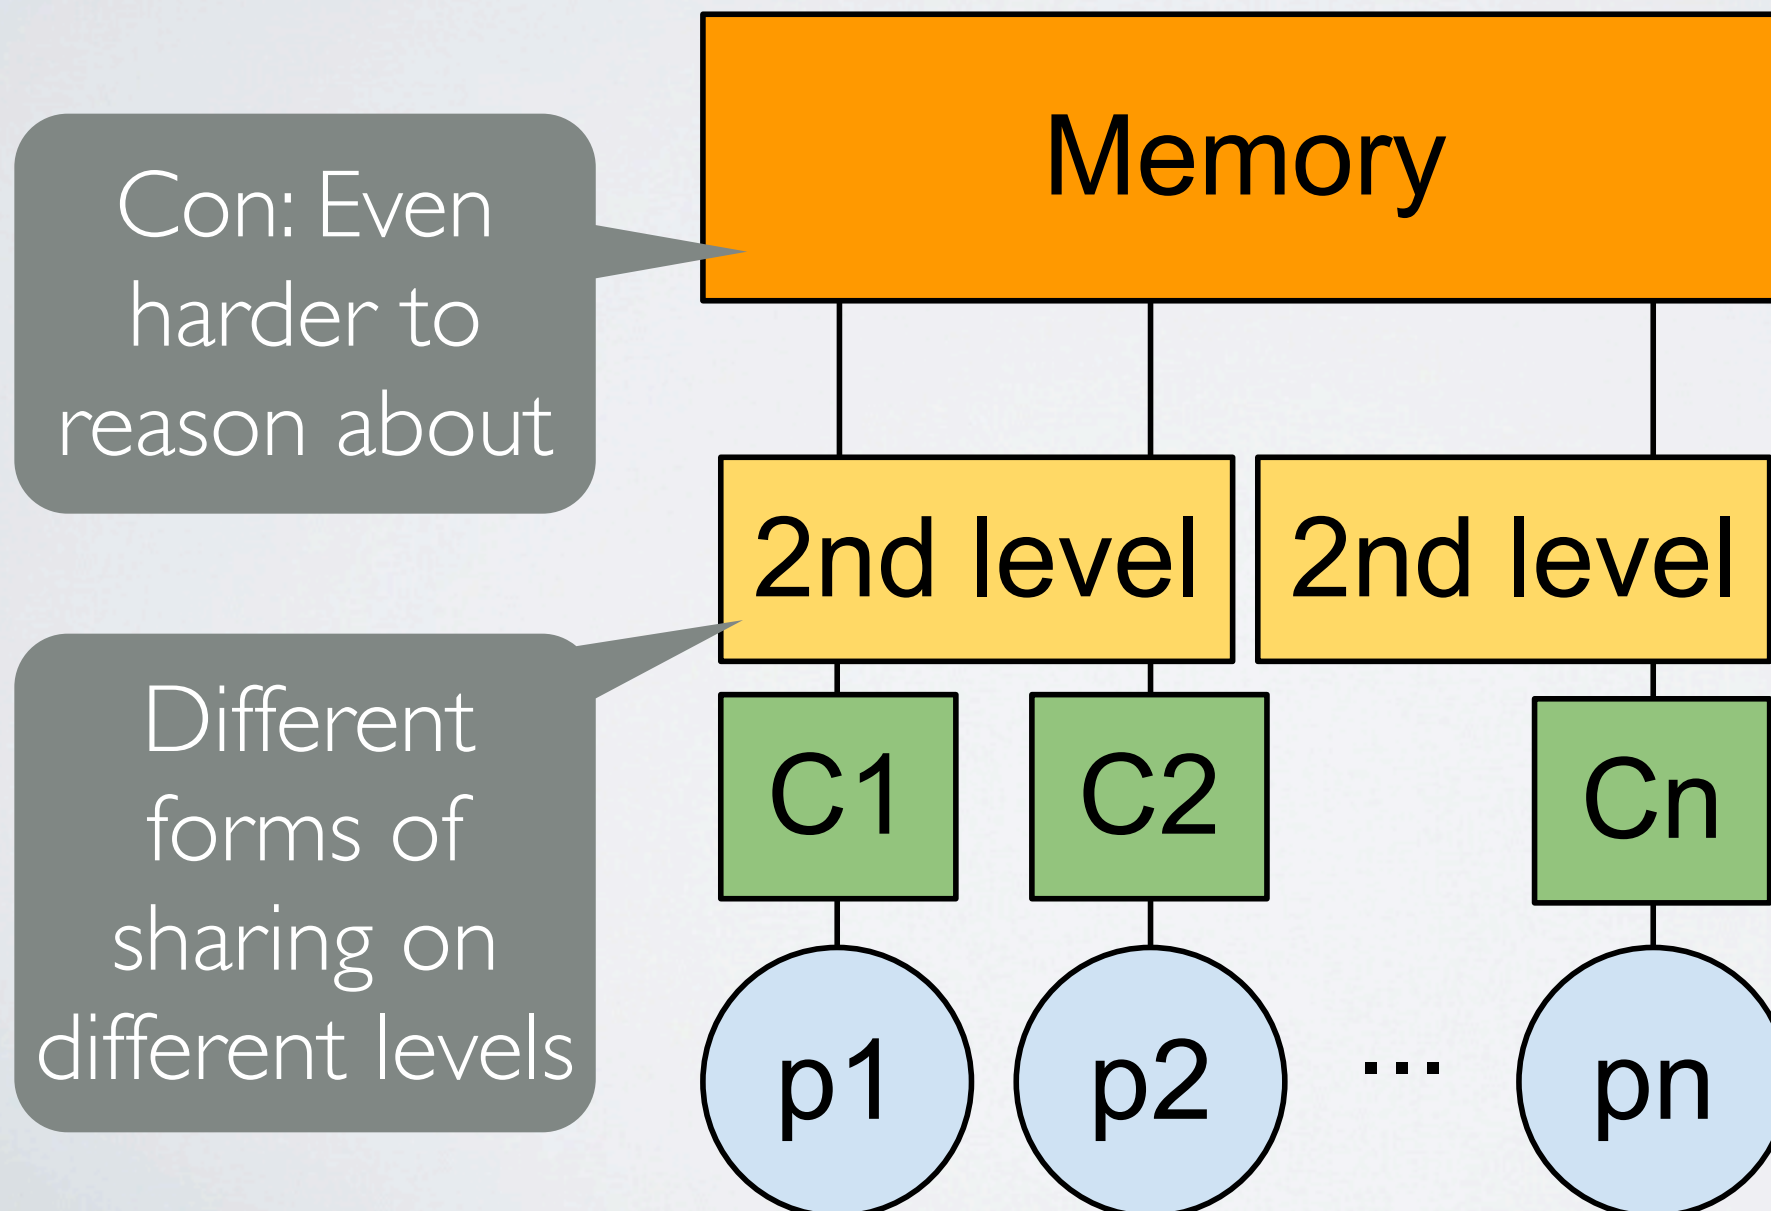 Memory
Con: Even
harder to
reason about
2nd level
2nd level
Different
forms of
sharing on
different levels
C1
C2
Cn
p1
p2
...
pn